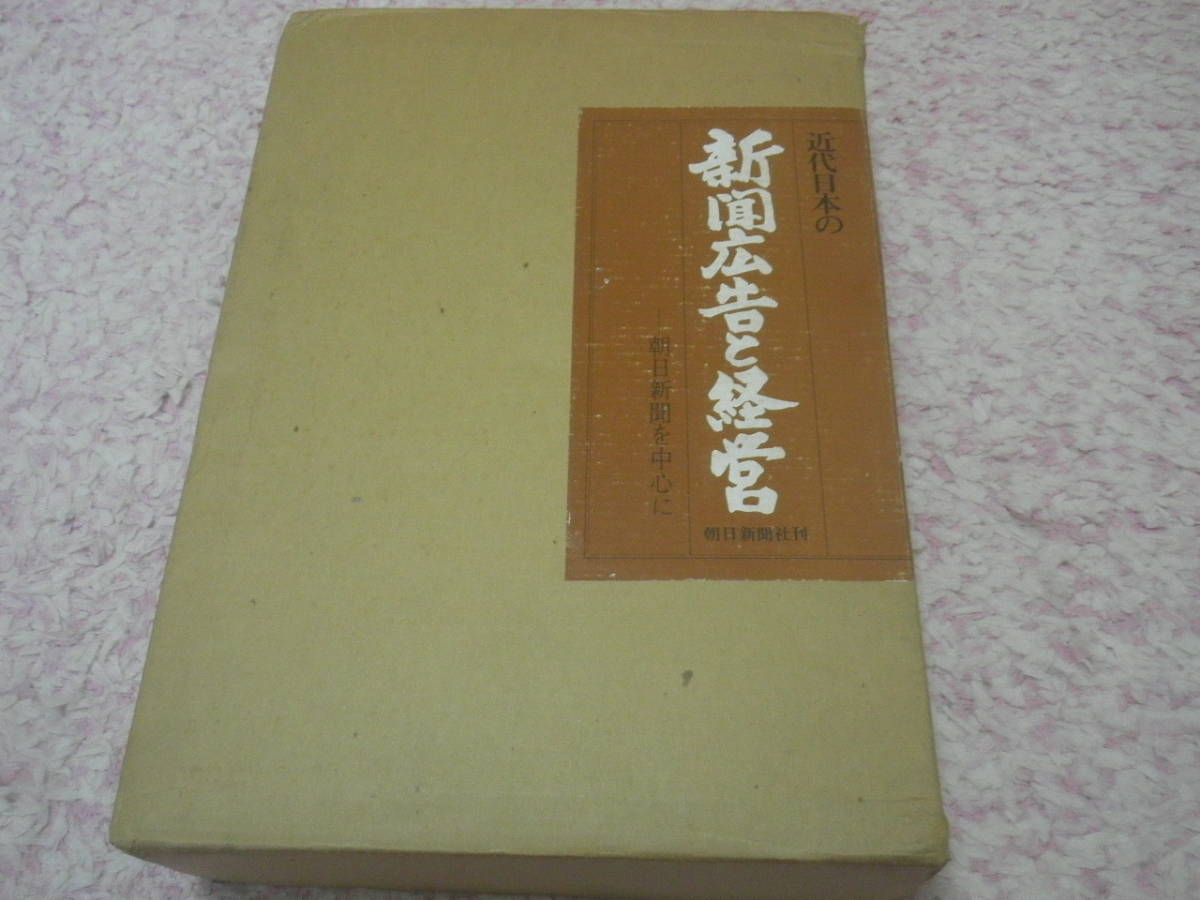 近代日本の
新聞広告と経営
―朝日新聞を中心に
朝日新聞社刊